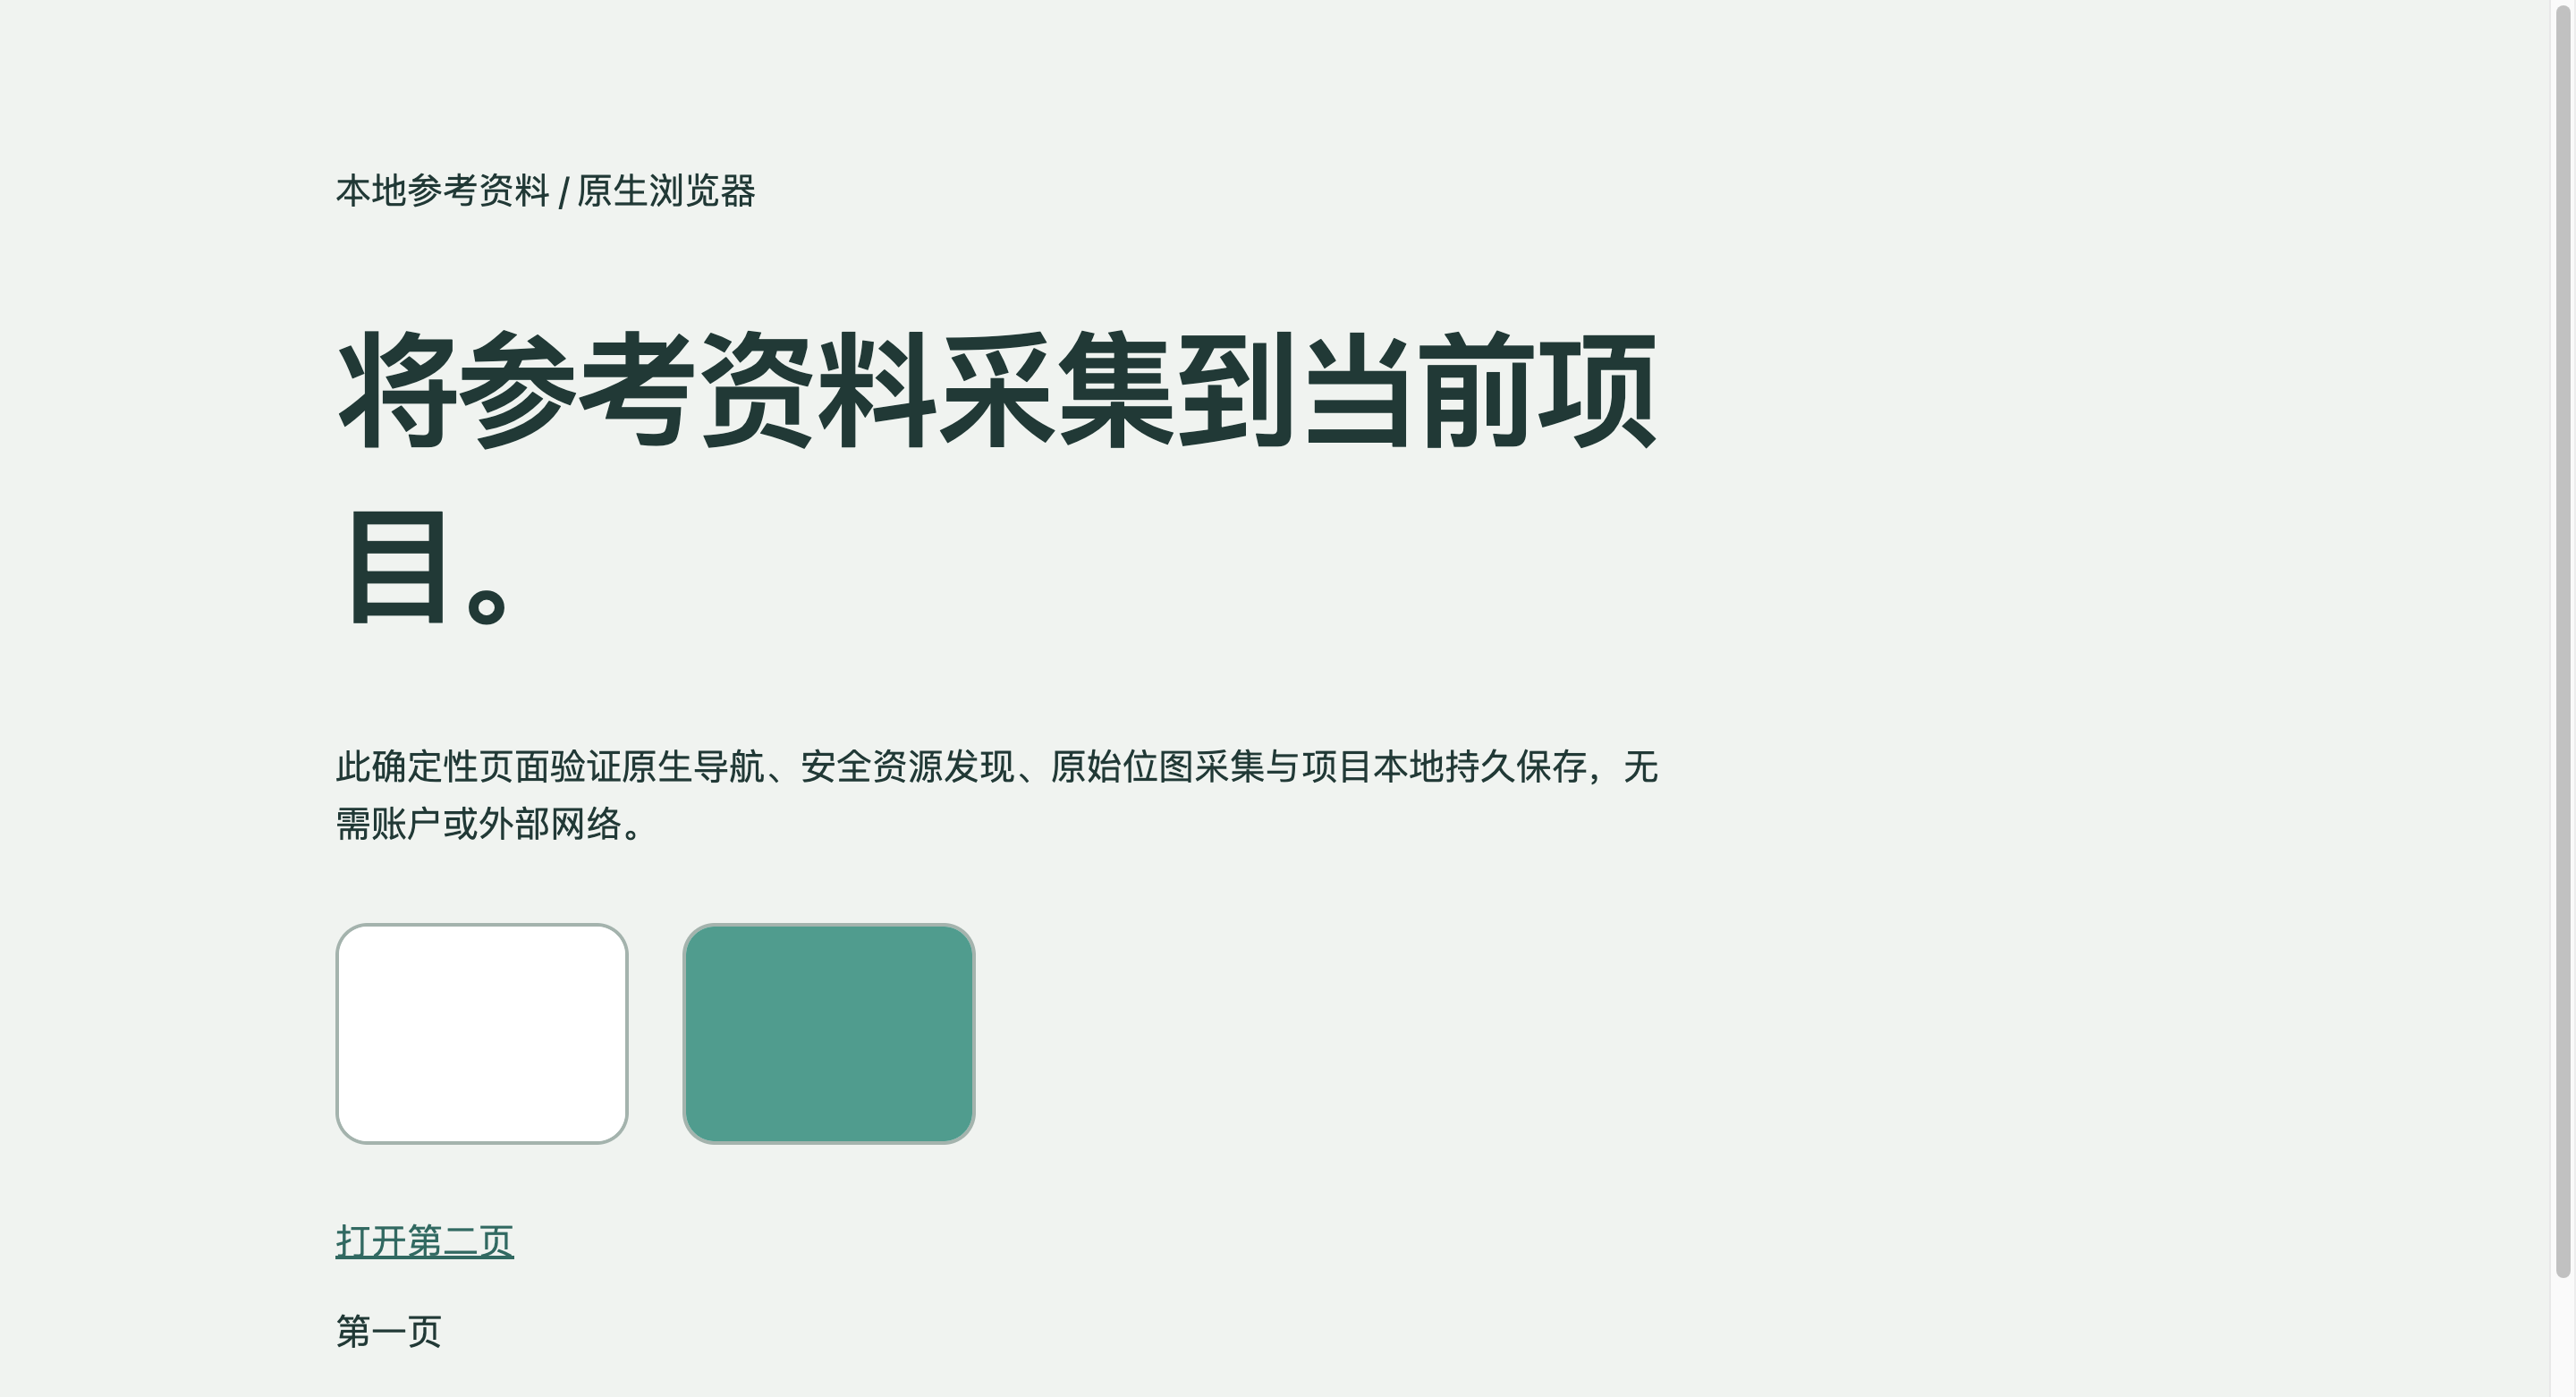 本地参考资料 / 原生浏览器
将参考资料采集到当前项
目。
此确定性页面验证原生导航、安全资源发现、原始位图采集与项目本地持久保存，无
需账户或外部网络。
打开第二页
第一页